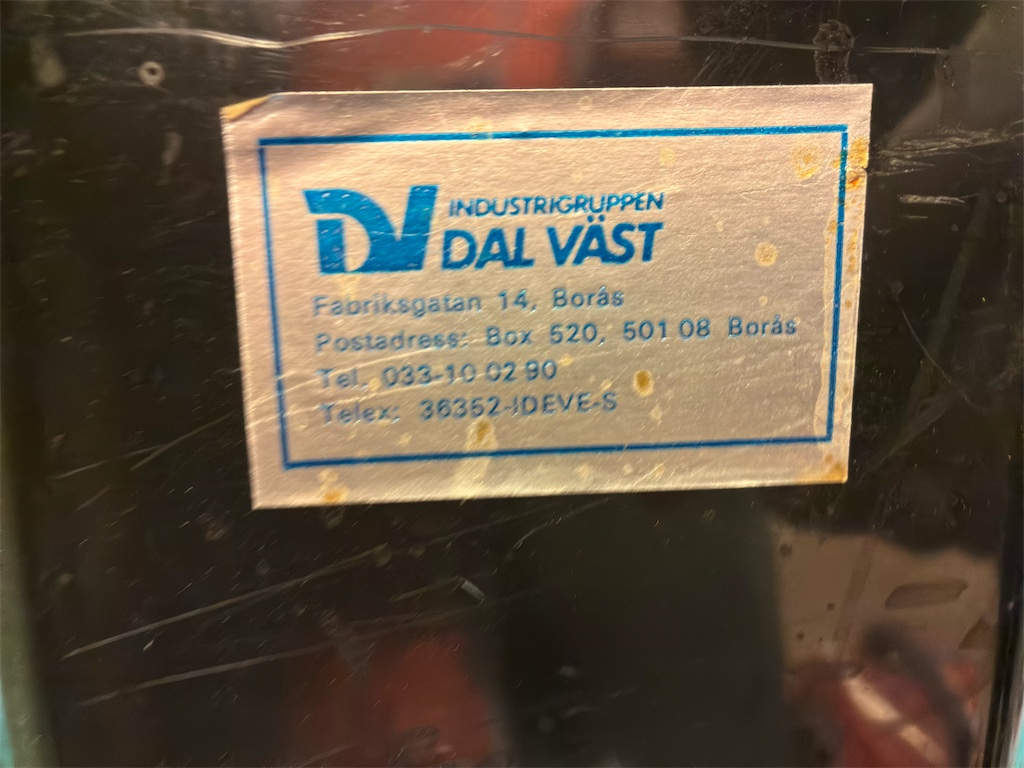 DV
INDUSTRIGRUPPEN
DAL VÄST
Fabriksgatan 14, Borås
Postadress: Box 520, 501 08 Borås
Tel. 033-10 02 90
Telex: 36352-IDEVE-S